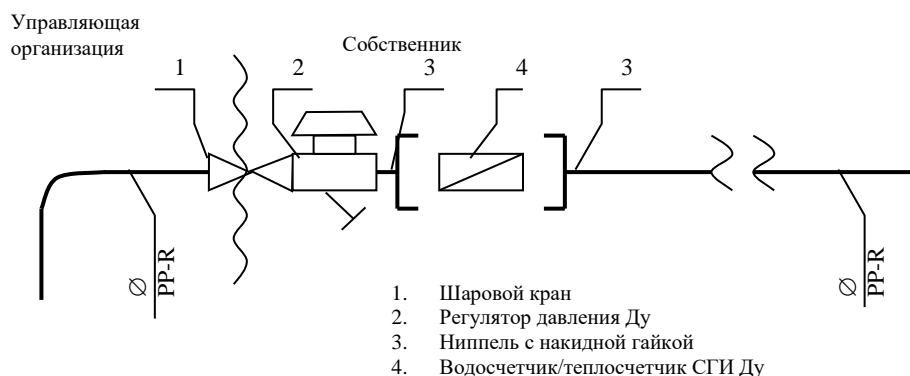 Управляющая
организация
Собственник
1
2
3
4
3
∅
PP-R
∅
PP-R
1. Шаровой кран
2. Регулятор давления Ду
3. Ниппель с накидной гайкой
4. Водосчетчик/теплосчетчик СГИ Ду